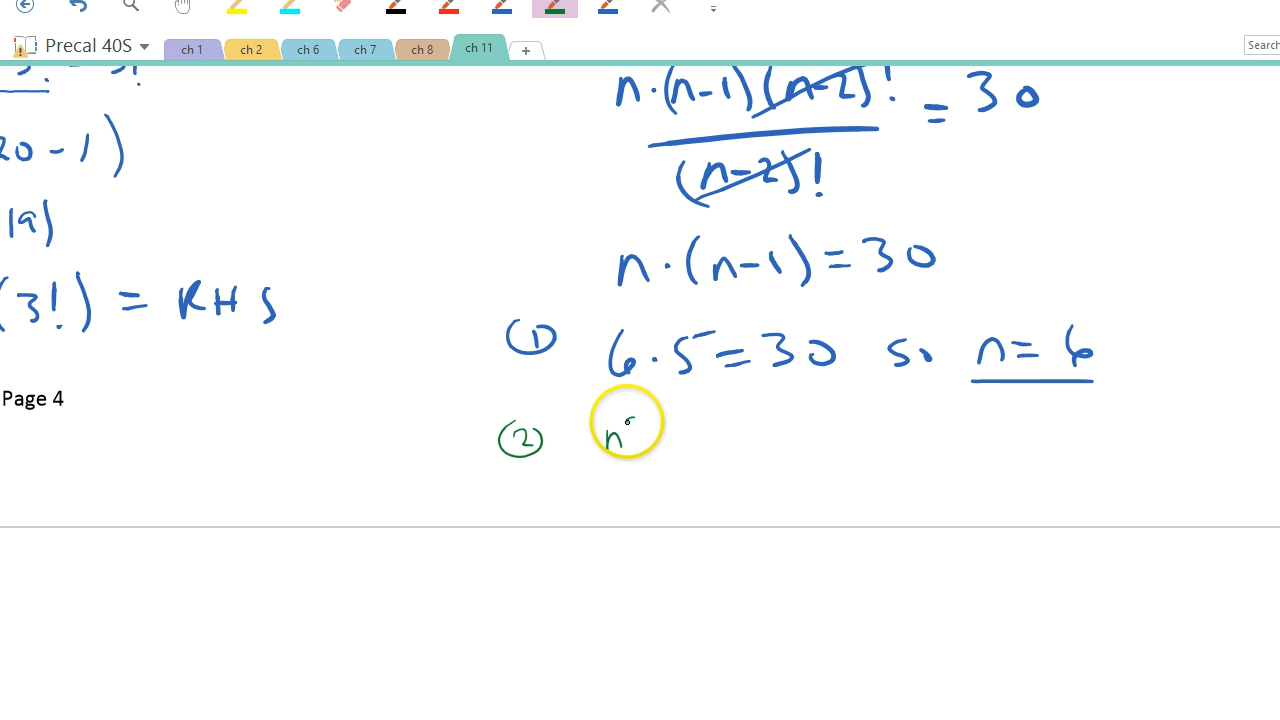 Precal 40S ch 1 ch 2 ch 6 ch 7 ch 8 ch 11 +
Search
20 - 1)
19)
(3!) = RHS
Page 4
n·(n-1)(n-2)! = 30
(n-2)!
n·(n-1) = 30
① 6·5 = 30 so n = 6
② n